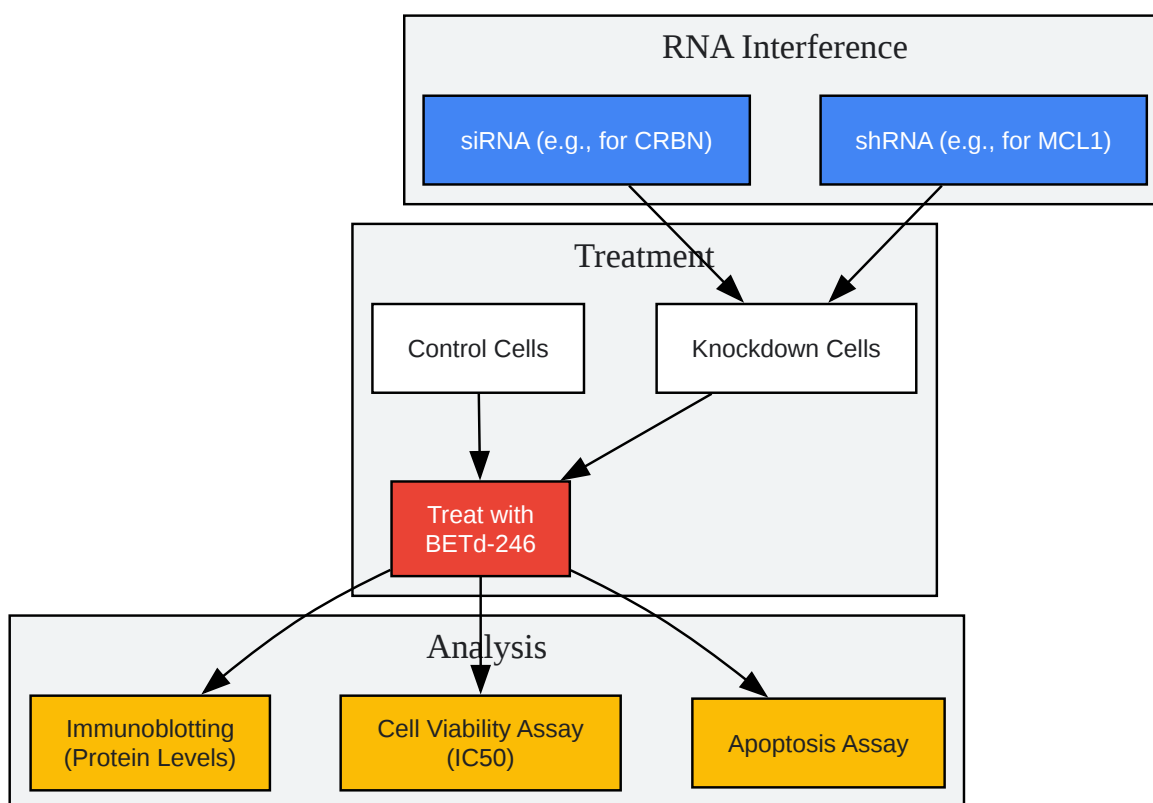 RNA Interference
siRNA (e.g., for CRBN)
shRNA (e.g., for MCL1)
Treatment
Control Cells
Knockdown Cells
Treat with
BETd-246
Analysis
Immunoblotting
(Protein Levels)
Cell Viability Assay
(IC50)
Apoptosis Assay